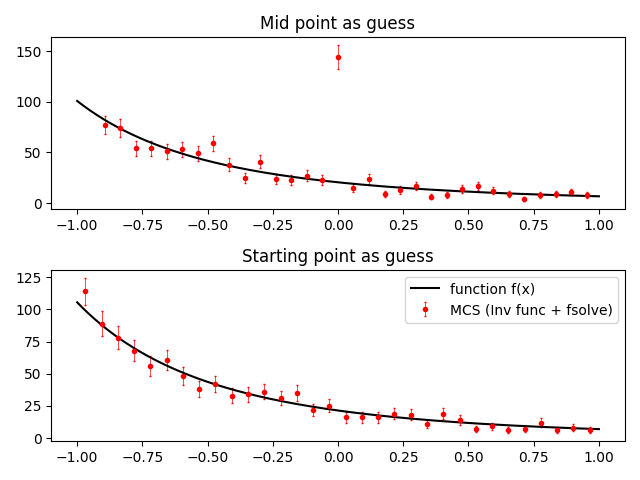 Mid point as guess
150
100
50
0
−1.00 −0.75 −0.50 −0.25 0.00 0.25 0.50 0.75 1.00
Starting point as guess
125
100
75
50
25
0
function f(x)
MCS (Inv func + fsolve)
−1.00 −0.75 −0.50 −0.25 0.00 0.25 0.50 0.75 1.00